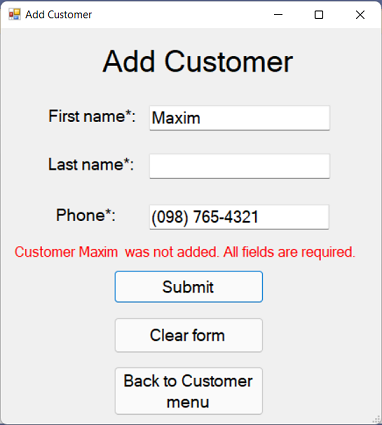 Add Customer
Add Customer
First name*: Maxim
Last name*:
Phone*: (098) 765-4321
Customer Maxim  was not added. All fields are required.
Submit
Clear form
Back to Customer
menu